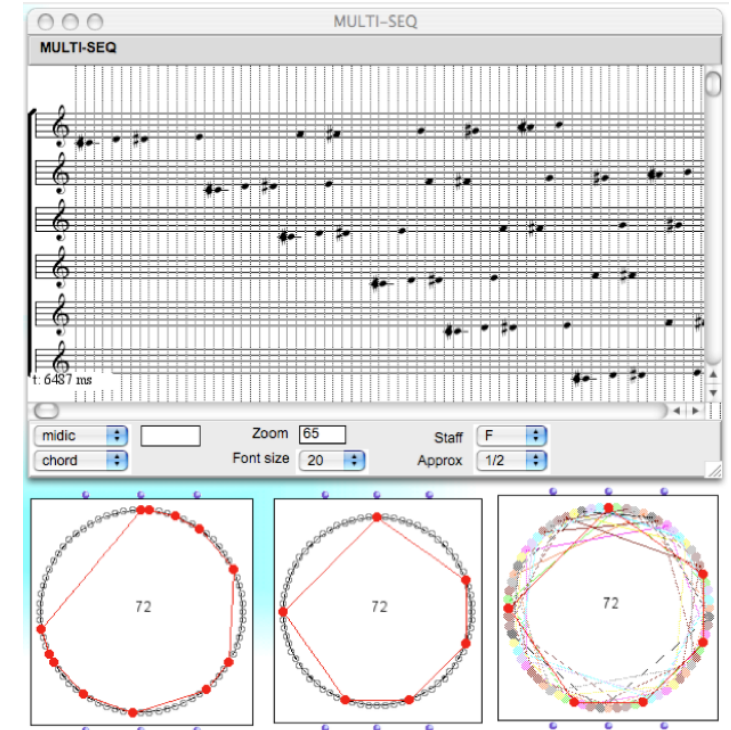 MULTI-SEQ
MULTI-SEQ
t: 6487 ms
midic Zoom 65 Staff F
chord Font size 20 Approx 1/2
72 72 72